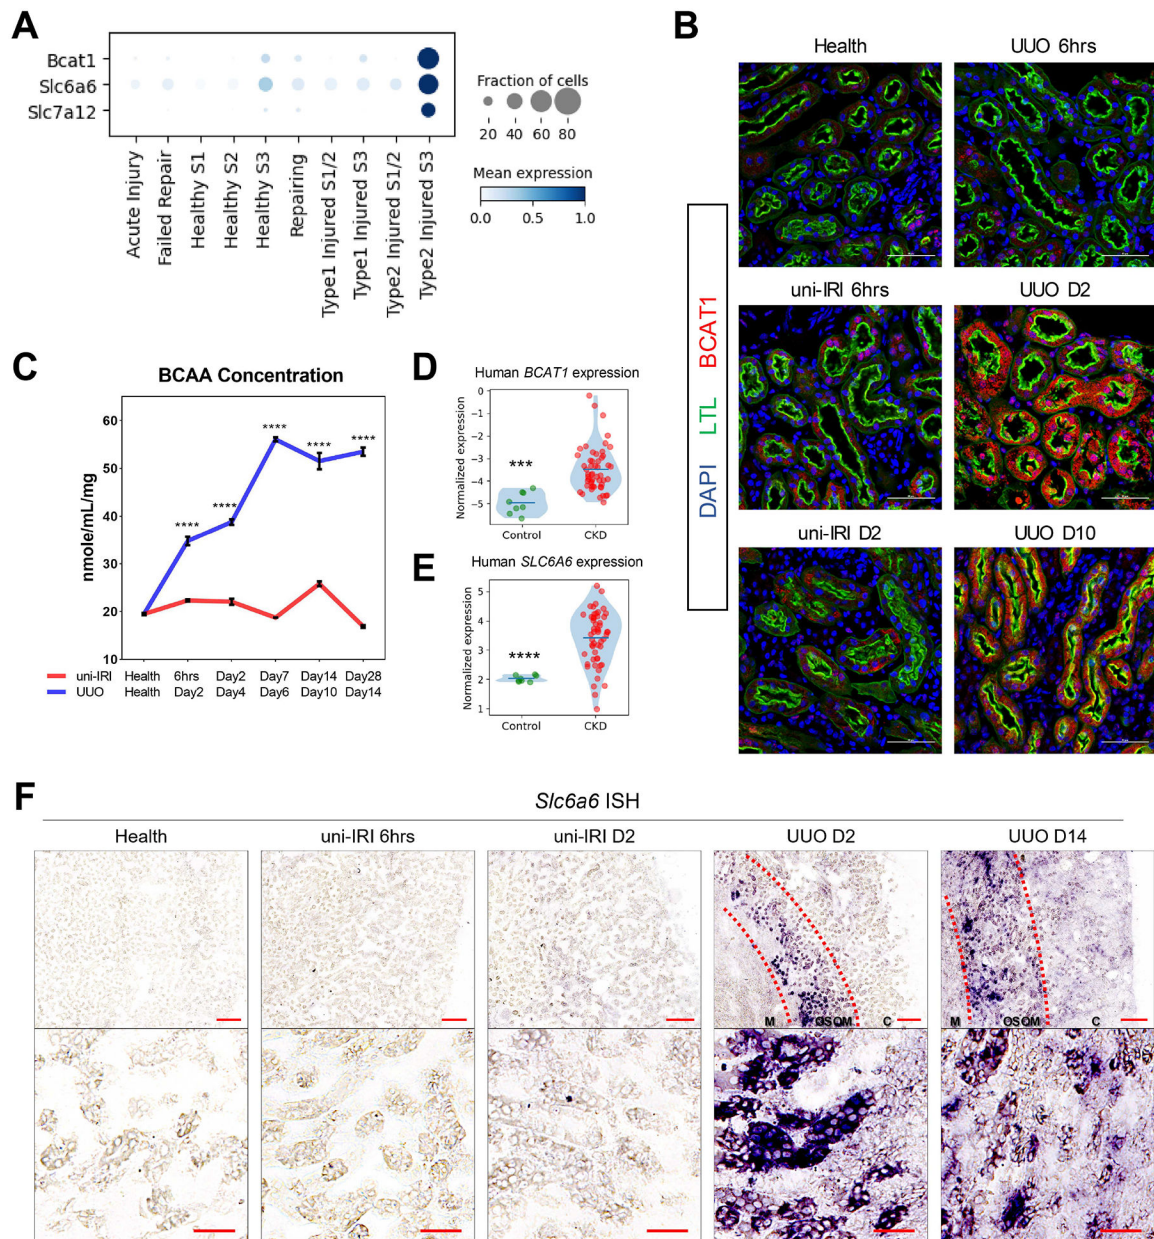 A
Bcat1
Slc6a6
Slc7a12
Acute Injury
Failed Repair
Healthy S1
Healthy S2
Healthy S3
Repairing
Type1 Injured S1/2
Type1 Injured S3
Type2 Injured S1/2
Type2 Injured S3
Fraction of cells
20 40 60 80
Mean expression
0.0 0.5 1.0
B
Health
UUO 6hrs
uni-IRI 6hrs
UUO D2
uni-IRI D2
UUO D10
DAPI LTL BCAT1
C
BCAA Concentration
nmole/mL/mg
60
50
40
30
20
10
****
****
****
****
****
uni-IRI Health 6hrs Day2 Day7 Day14 Day28
UUO Health Day2 Day4 Day6 Day10 Day14
D
Human BCAT1 expression
Normalized expression
0
−1
−2
−3
−4
−5
***
Control CKD
E
Human SLC6A6 expression
Normalized expression
5
4
3
2
1
****
Control CKD
F
Slc6a6 ISH
Health
uni-IRI 6hrs
uni-IRI D2
UUO D2
UUO D14
M OSOM C
M OSOM C